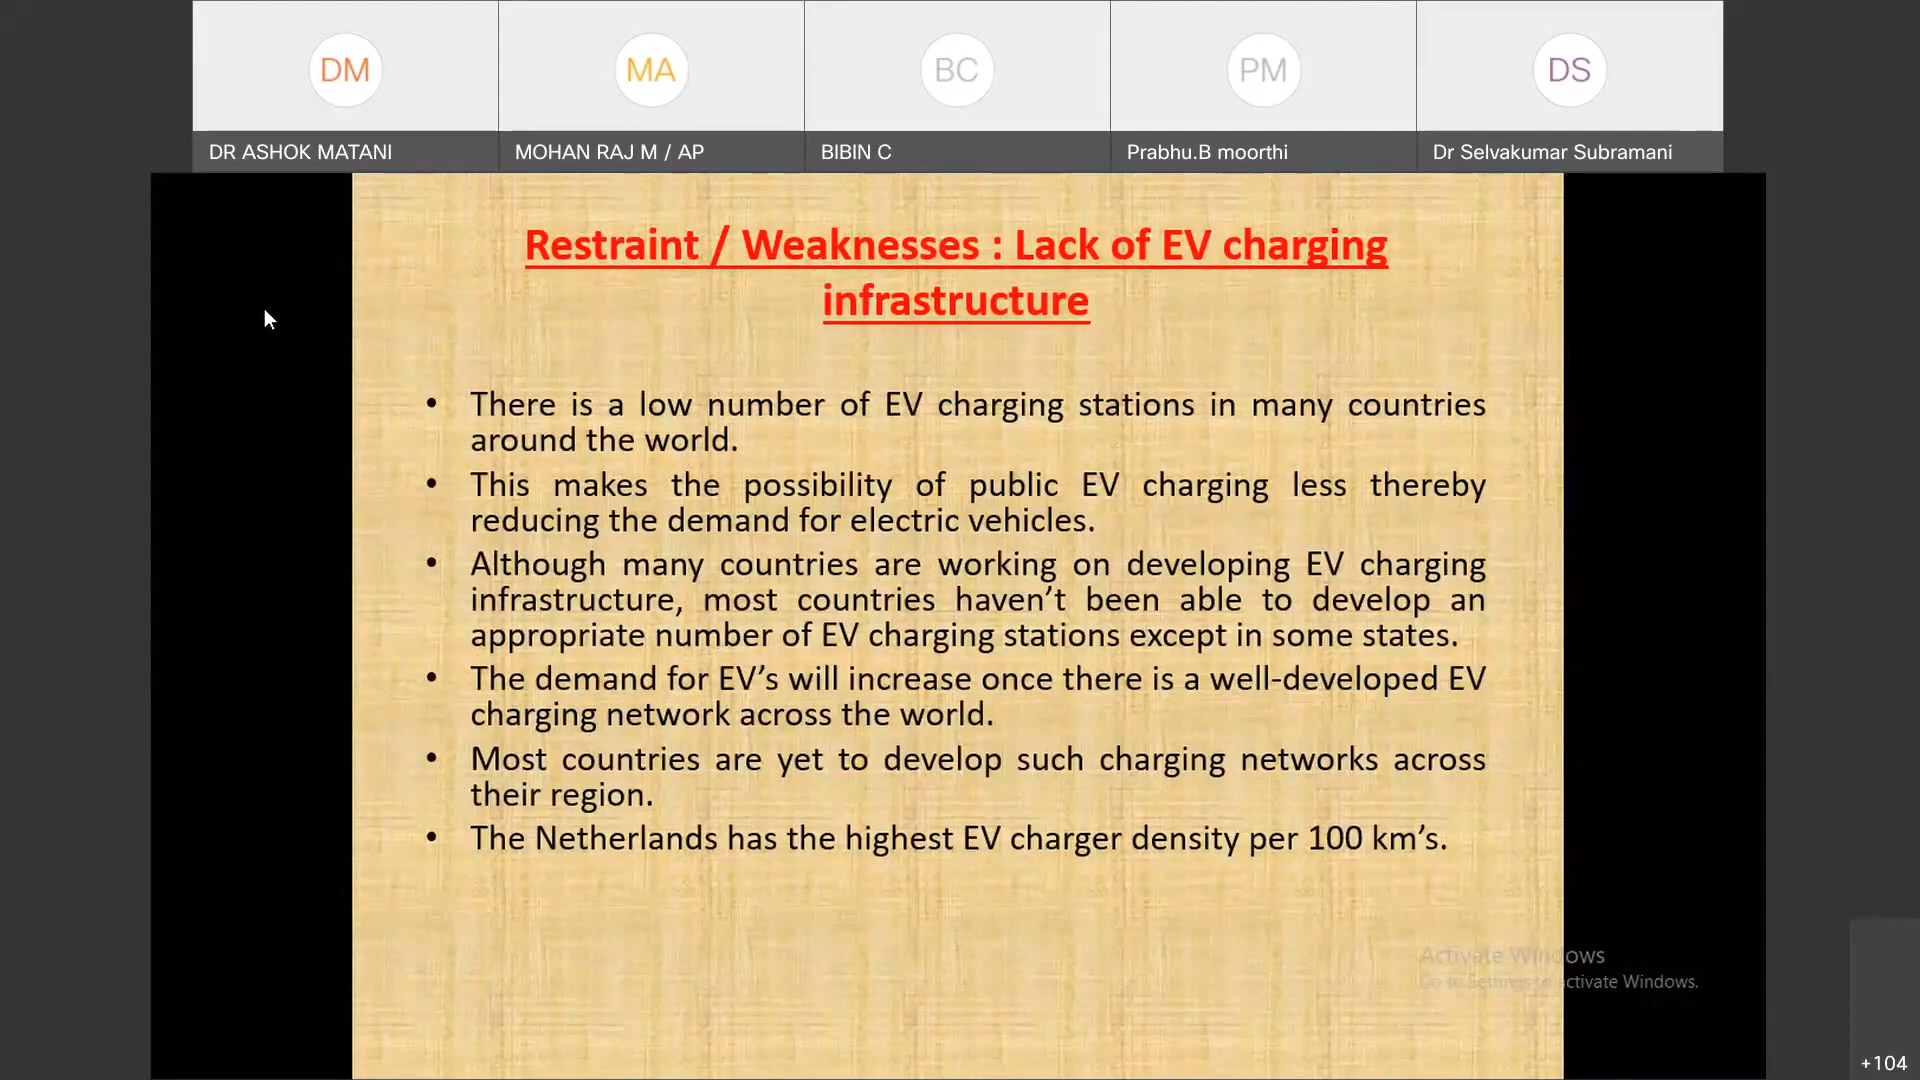 DM
MA
BC
PM
DS
DR ASHOK MATANI
MOHAN RAJ M / AP
BIBIN C
Prabhu.B moorthi
Dr Selvakumar Subramani
Restraint / Weaknesses : Lack of EV charging
infrastructure
• There is a low number of EV charging stations in many countries
around the world.
• This makes the possibility of public EV charging less thereby
reducing the demand for electric vehicles.
• Although many countries are working on developing EV charging
infrastructure, most countries haven’t been able to develop an
appropriate number of EV charging stations except in some states.
• The demand for EV’s will increase once there is a well-developed EV
charging network across the world.
• Most countries are yet to develop such charging networks across
their region.
• The Netherlands has the highest EV charger density per 100 km’s.
Activate Windows
Go to Settings to activate Windows.
+104